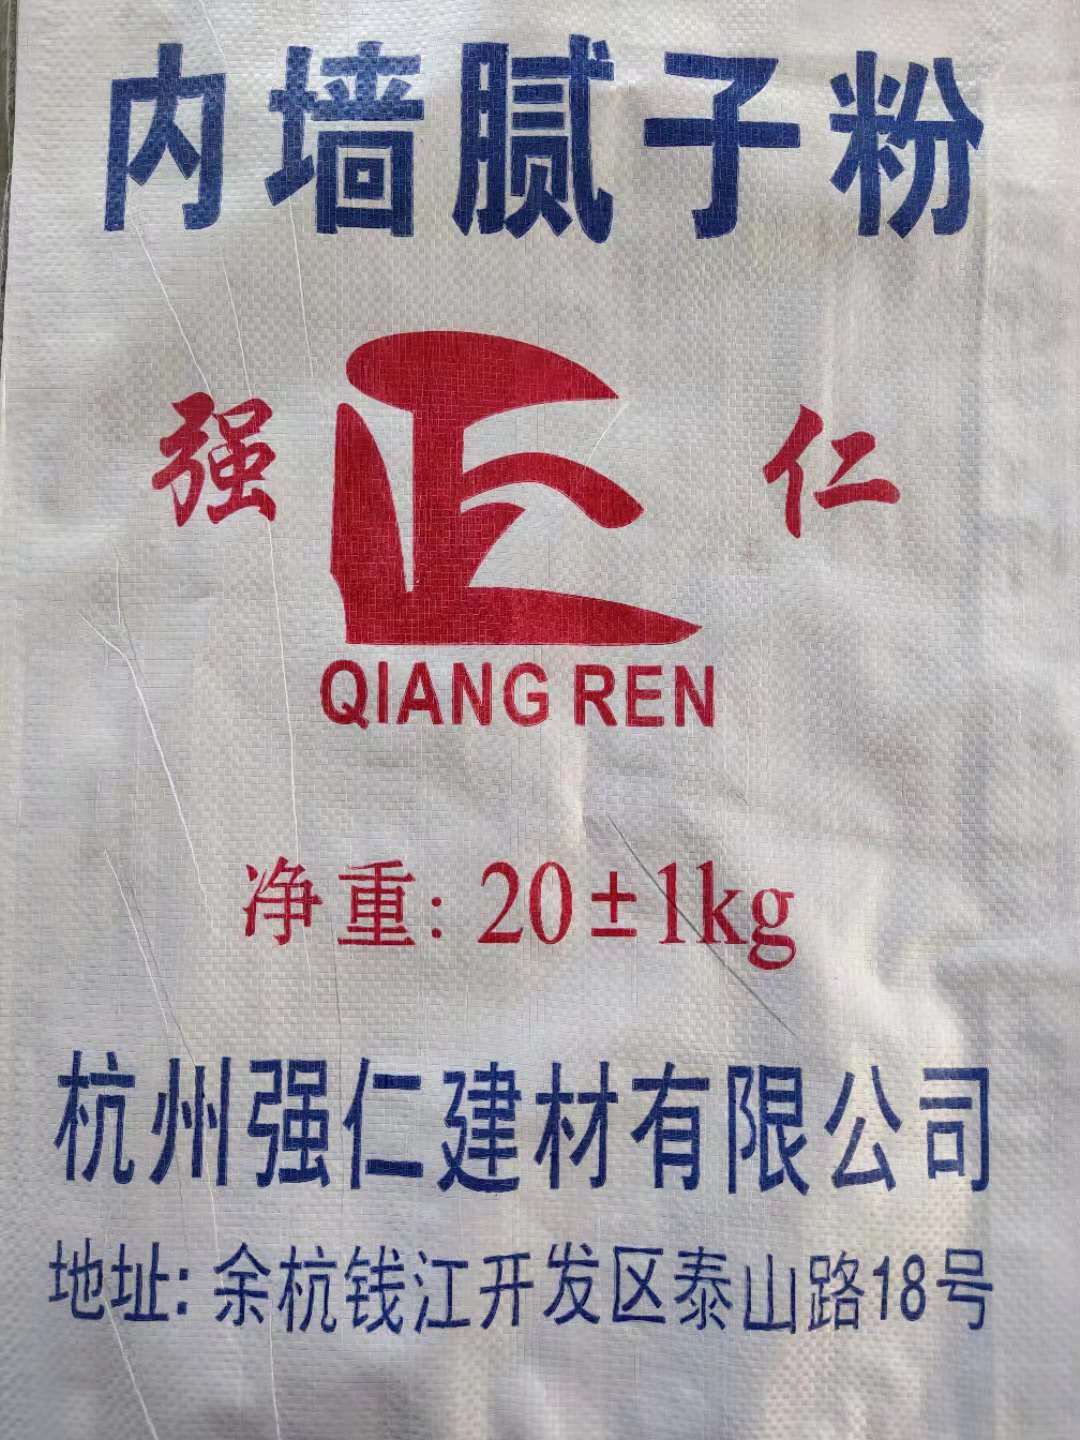 内墙腻子粉
强 仁
QIANG REN
净重: 20±1kg
杭州强仁建材有限公司
地址: 余杭钱江开发区泰山路18号